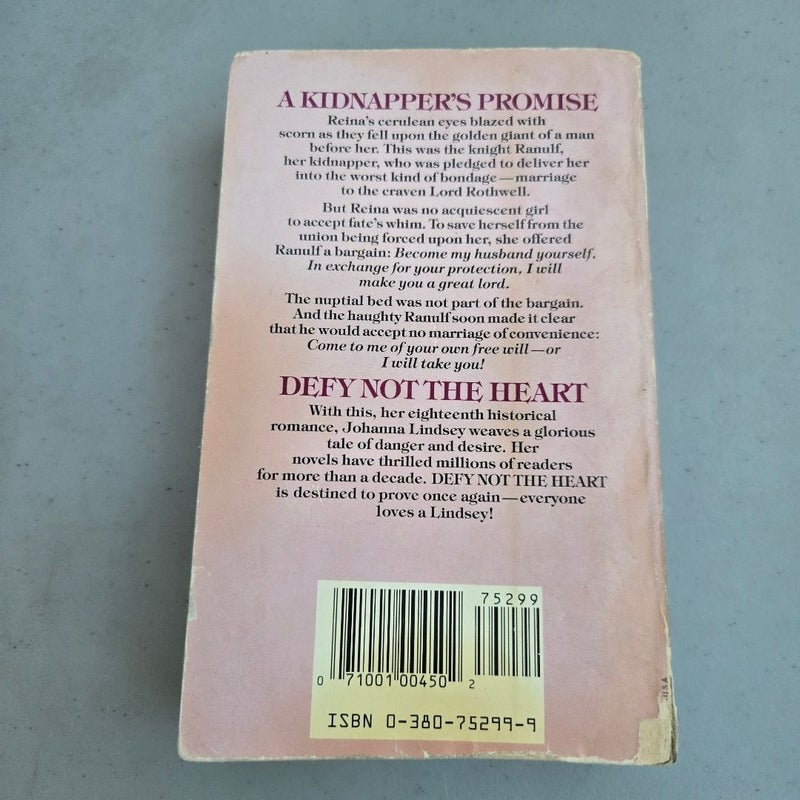 A KIDNAPPER'S PROMISE
Reina's cerulean eyes blazed with
scorn as they fell upon the golden giant of a man
before her. This was the knight Ranulf,
her kidnapper, who was pledged to deliver her
into the worst kind of bondage—marriage
to the craven Lord Rothwell.
But Reina was no acquiescent girl
to accept fate's whim. To save herself from the
union being forced upon her, she offered
Ranulf a bargain: Become my husband yourself.
In exchange for your protection, I will
make you a great lord.
The nuptial bed was not part of the bargain.
And the haughty Ranulf soon made it clear
that he would accept no marriage of convenience:
Come to me of your own free will—or
I will take you!
DEFY NOT THE HEART
With this, her eighteenth historical
romance, Johanna Lindsey weaves a glorious
tale of danger and desire. Her
novels have thrilled millions of readers
for more than a decade. DEFY NOT THE HEART
is destined to prove once again—everyone
loves a Lindsey!
75299
0 71001 00450 2
ISBN 0-380-75299-9